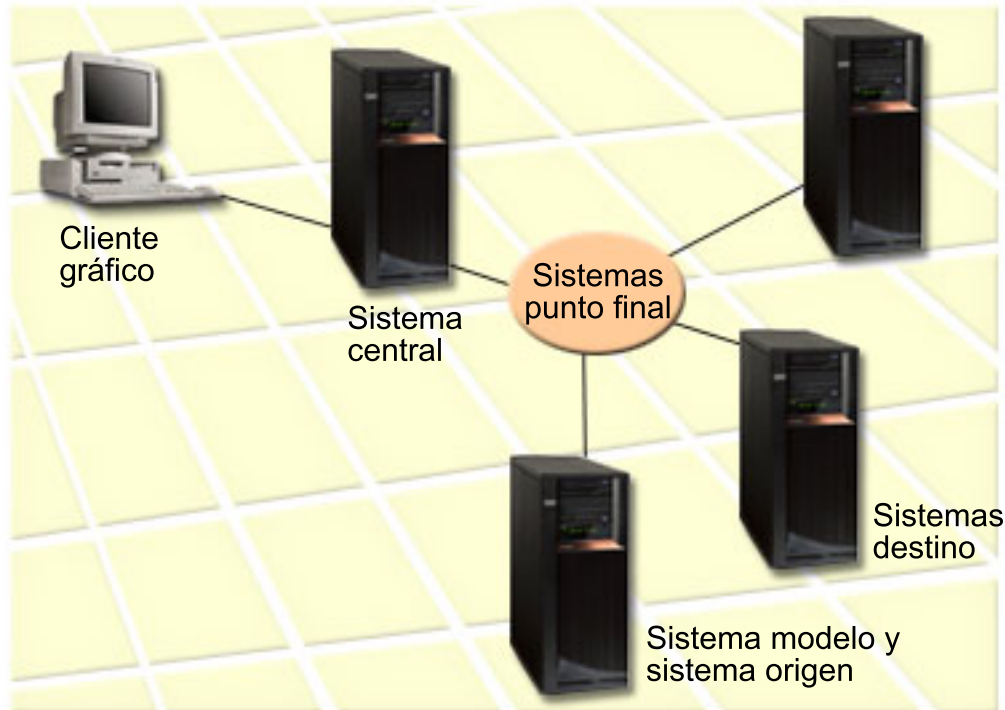 Cliente
gráfico
Sistema
central
Sistemas
punto final
Sistemas
destino
Sistema modelo y
sistema origen